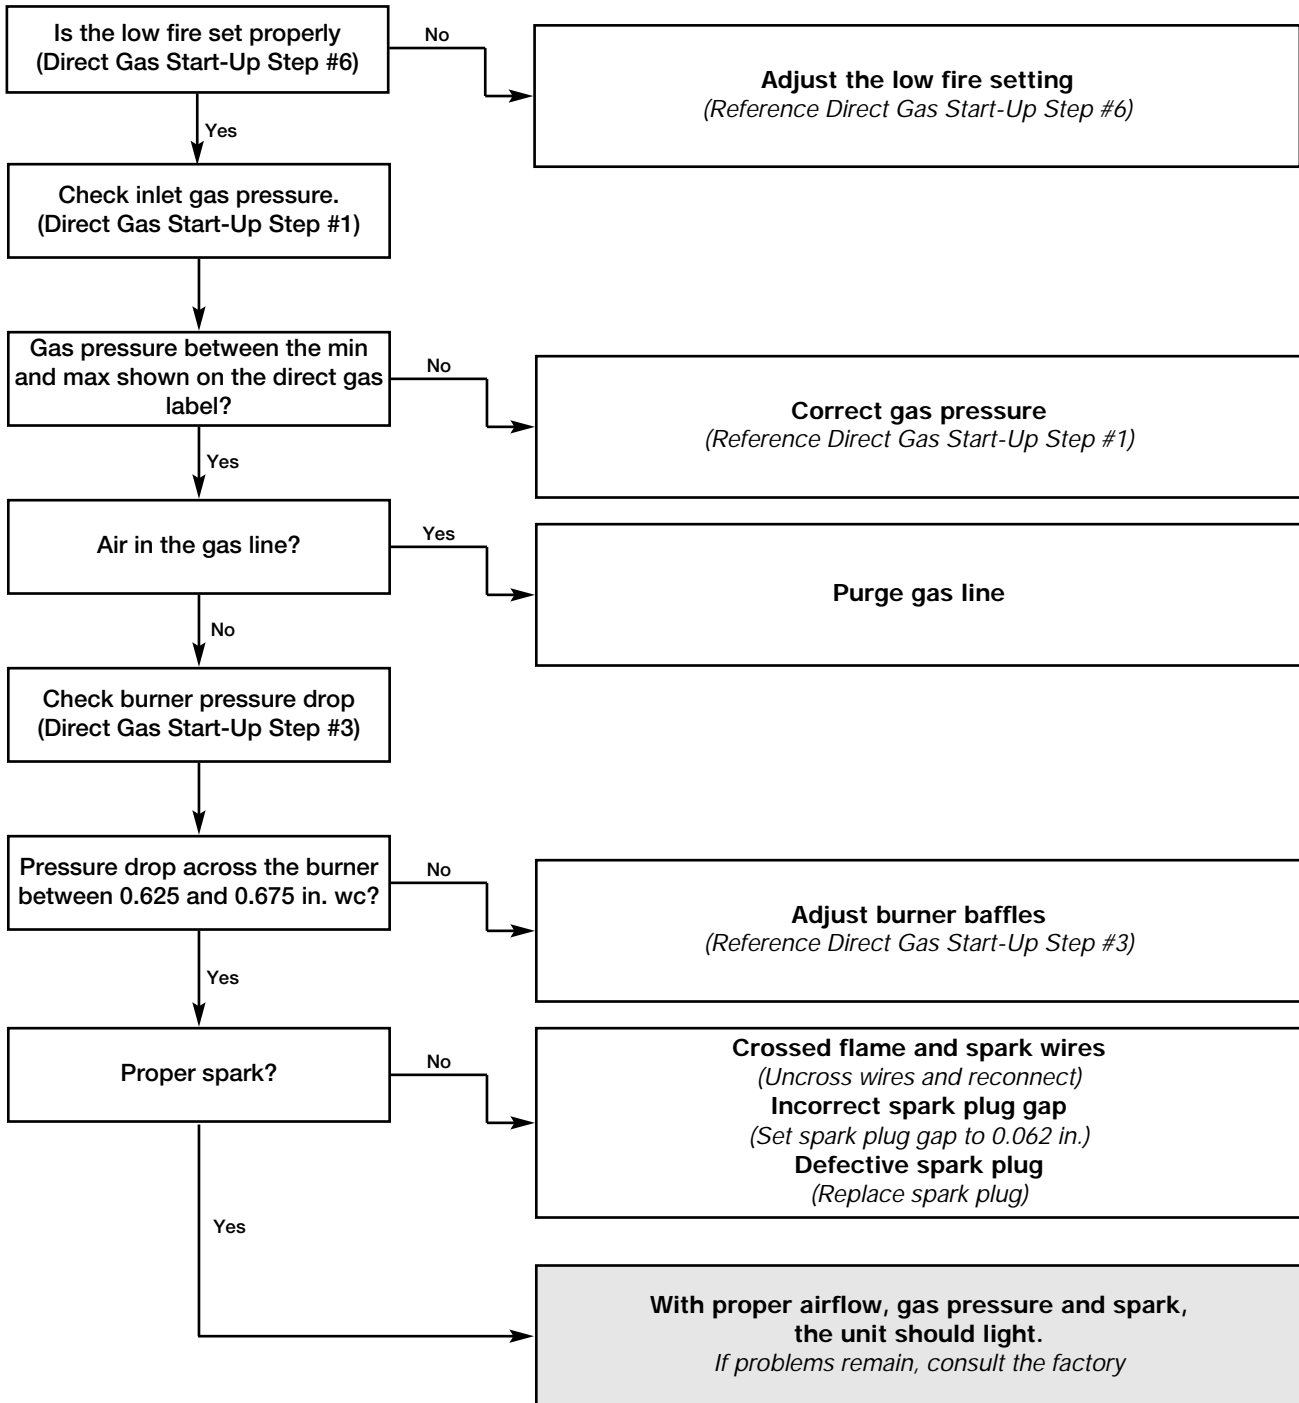 Is the low fire set properly
(Direct Gas Start-Up Step #6)
No
Adjust the low fire setting
(Reference Direct Gas Start-Up Step #6)
Yes
Check inlet gas pressure.
(Direct Gas Start-Up Step #1)
Gas pressure between the min
and max shown on the direct gas
label?
No
Correct gas pressure
(Reference Direct Gas Start-Up Step #1)
Yes
Air in the gas line?
Yes
Purge gas line
No
Check burner pressure drop
(Direct Gas Start-Up Step #3)
Pressure drop across the burner
between 0.625 and 0.675 in. wc?
No
Adjust burner baffles
(Reference Direct Gas Start-Up Step #3)
Yes
Proper spark?
No
Crossed flame and spark wires
(Uncross wires and reconnect)
Incorrect spark plug gap
(Set spark plug gap to 0.062 in.)
Defective spark plug
(Replace spark plug)
Yes
With proper airflow, gas pressure and spark,
the unit should light.
If problems remain, consult the factory